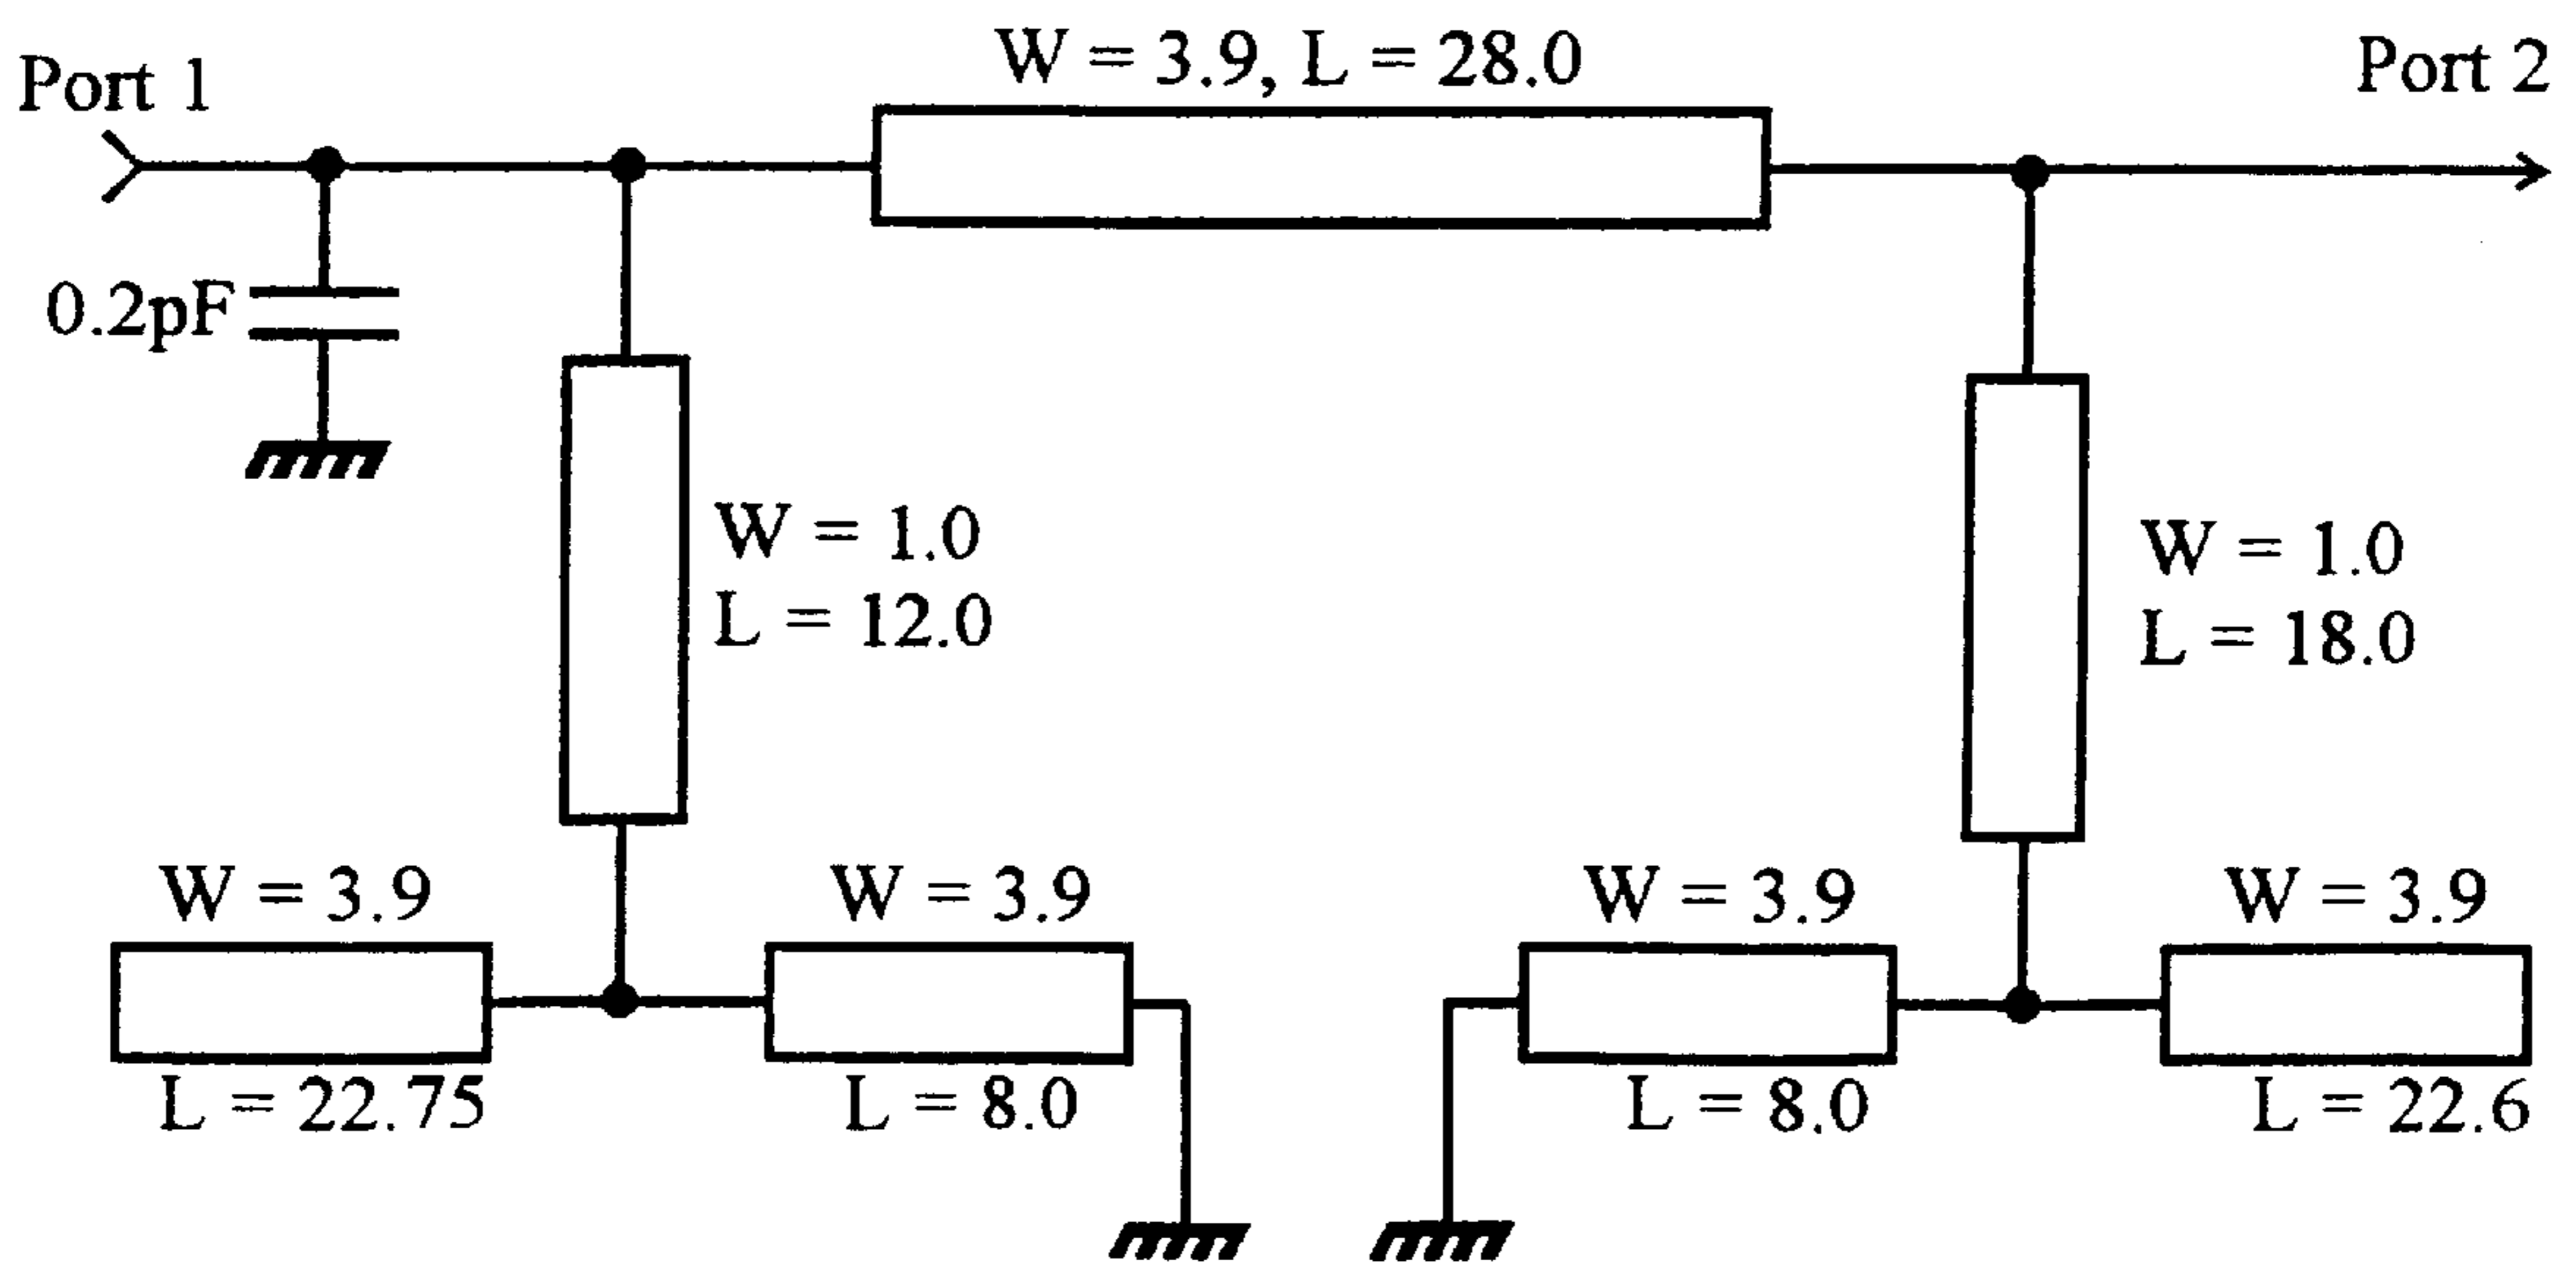 Port 1
W = 3.9, L = 28.0
Port 2
0.2pF
W = 1.0
L = 12.0
W = 1.0
L = 18.0
W = 3.9
L = 22.75
W = 3.9
L = 8.0
W = 3.9
L = 8.0
W = 3.9
L = 22.6